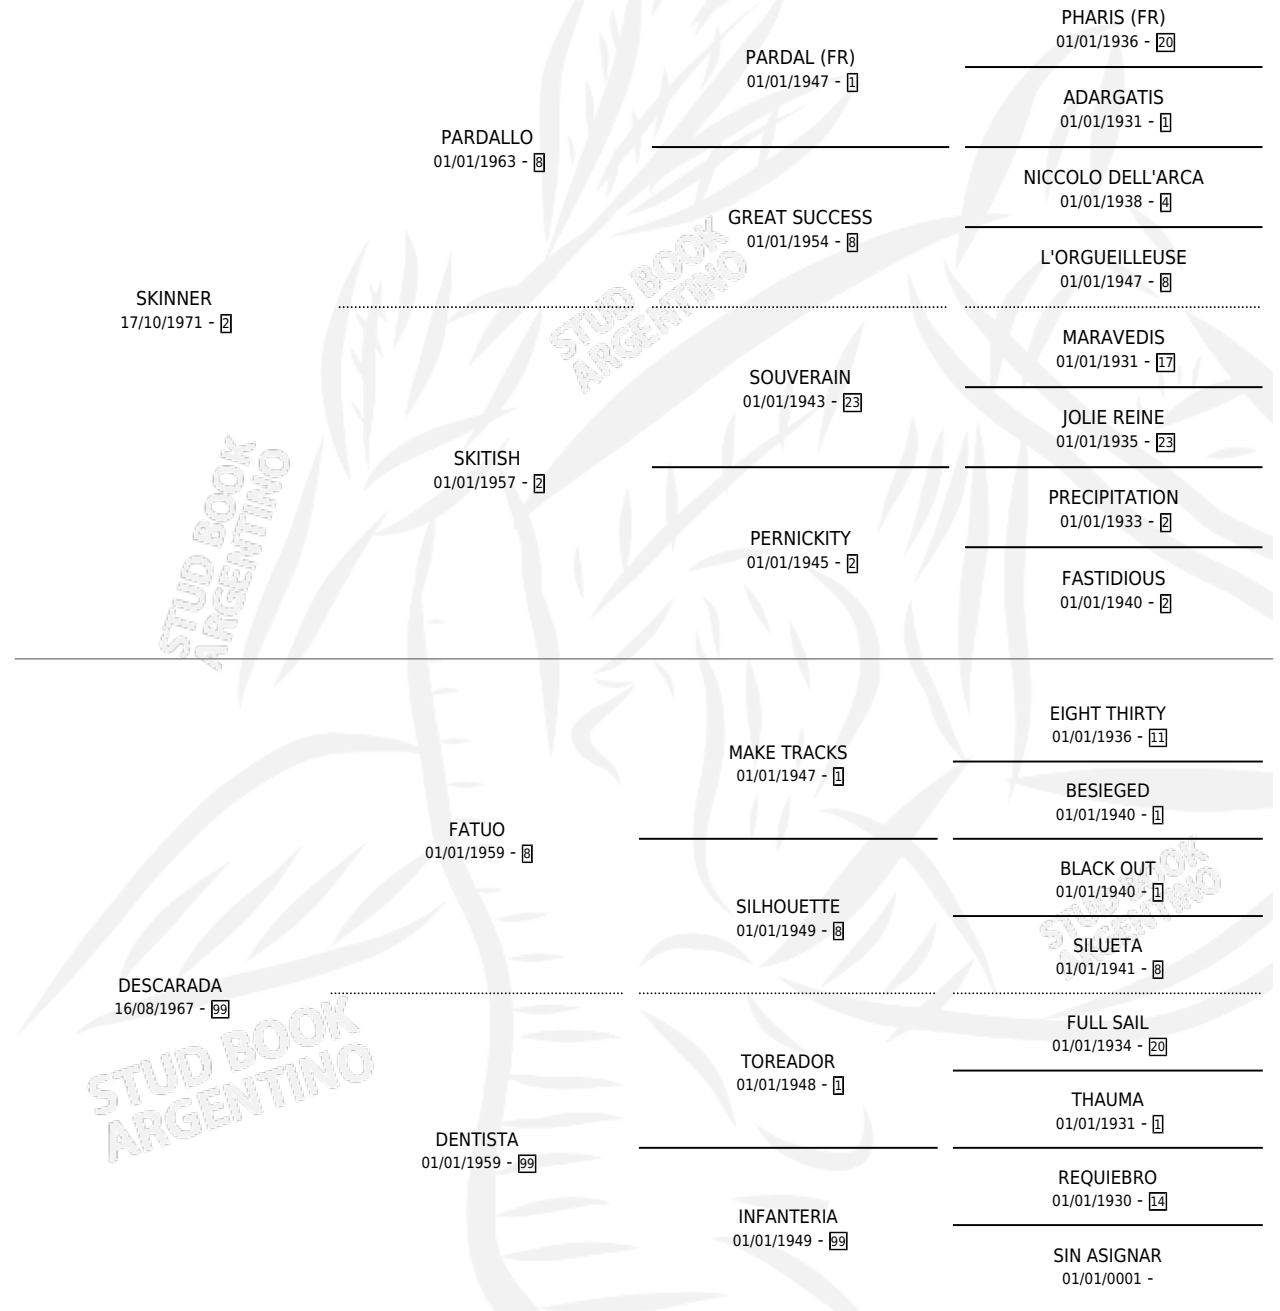 PHARIS (FR)
01/01/1936 - 20
PARDAL (FR)
01/01/1947 - 1
ADARGATIS
01/01/1931 - 1
PARDALLO
01/01/1963 - 8
NICCOLO DELL'ARCA
01/01/1938 - 4
GREAT SUCCESS
01/01/1954 - 8
L'ORGUEILLEUSE
01/01/1947 - 8
SKINNER
17/10/1971 - 2
STUD BOOK
ARGENTINO
MARAVEDIS
01/01/1931 - 17
SOUVERAIN
01/01/1943 - 23
JOLIE REINE
01/01/1935 - 23
SKITISH
01/01/1957 - 2
PRECIPITATION
01/01/1933 - 2
PERNICKITY
01/01/1945 - 2
FASTIDIOUS
01/01/1940 - 2
STUD BOOK
ARGENTINO
EIGHT THIRTY
01/01/1936 - 11
MAKE TRACKS
01/01/1947 - 1
BESIEGED
01/01/1940 - 1
FATUO
01/01/1959 - 8
BLACK OUT
01/01/1940 - 1
SILHOUETTE
01/01/1949 - 8
SILUETA
01/01/1941 - 8
STUD BOOK
ARGENTINO
DESCARADA
16/08/1967 - 99
FULL SAIL
01/01/1934 - 20
TOREADOR
01/01/1948 - 1
THAUMA
01/01/1931 - 1
STUD BOOK
ARGENTINO
DENTISTA
01/01/1959 - 99
REQUIEBRO
01/01/1930 - 14
INFANTERIA
01/01/1949 - 99
SIN ASIGNAR
01/01/0001 -